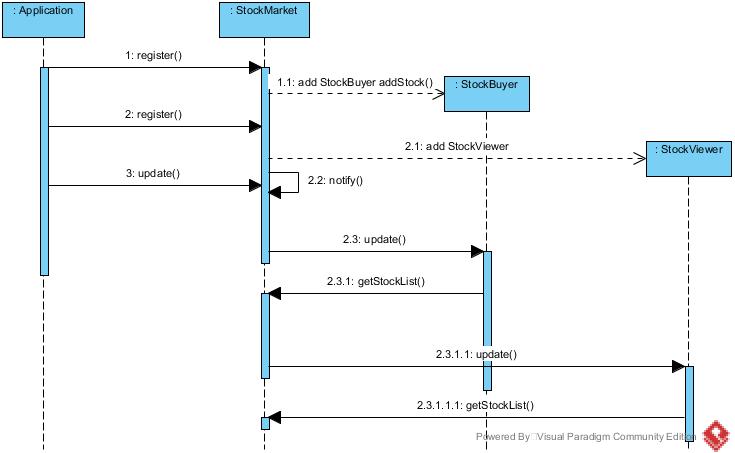 : Application
: StockMarket
1: register()
1.1: add StockBuyer addStock()
: StockBuyer
2: register()
2.1: add StockViewer
: StockViewer
3: update()
2.2: notify()
2.3: update()
2.3.1: getStockList()
2.3.1.1: update()
2.3.1.1.1: getStockList()
Powered By Visual Paradigm Community Edition